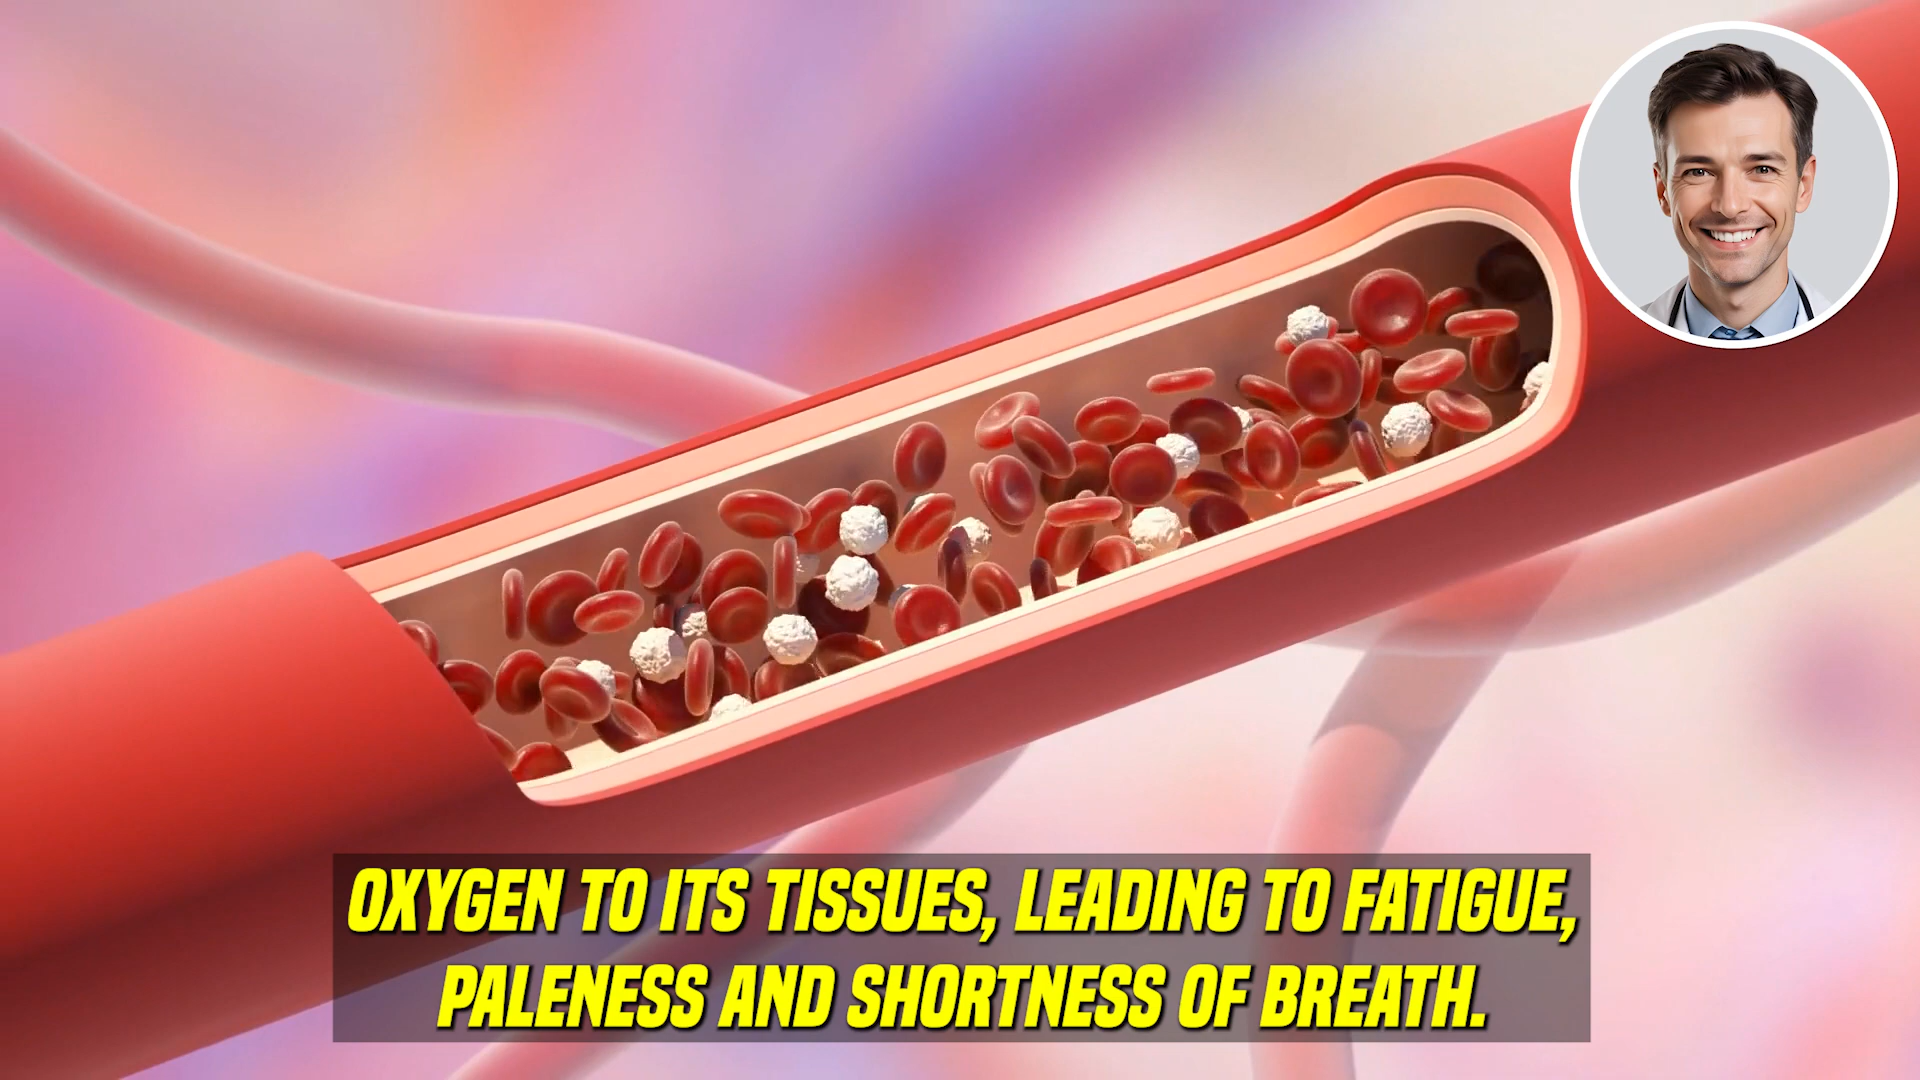 OXYGEN TO ITS TISSUES, LEADING TO FATIGUE,
PALENESS AND SHORTNESS OF BREATH.